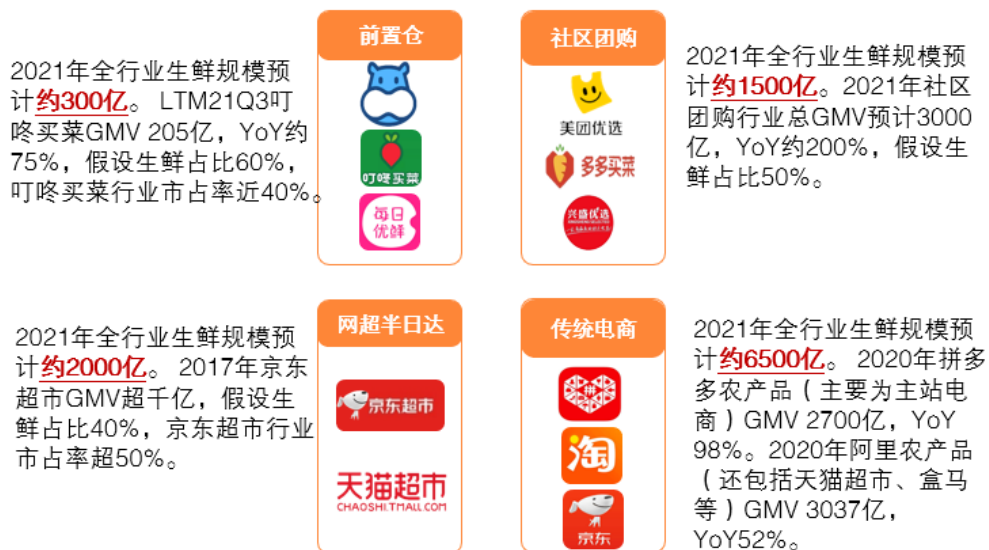 前置仓
2021年全行业生鲜规模预
计约300亿。 LTM21Q3叮
咚买菜GMV 205亿，YoY约
75%，假设生鲜占比60%，
叮咚买菜行业市占率近40%。
叮咚买菜
每日
优鲜
社区团购
美团优选
多多买菜
兴盛优选
2021年全行业生鲜规模预
计约1500亿。2021年社区
团购行业总GMV预计3000
亿，YoY约200%，假设生
鲜占比50%。
网超半日达
2021年全行业生鲜规模预
计约2000亿。 2017年京东
超市GMV超千亿，假设生
鲜占比40%，京东超市行业
市占率超50%。
京东超市
天猫超市
CHAOSHI.TMALL.COM
传统电商
拼
淘
京东
2021年全行业生鲜规模预
计约6500亿。 2020年拼多
多农产品（主要为主站电
商）GMV 2700亿，YoY
98%。2020年阿里农产品
（还包括天猫超市、盒马
等）GMV 3037亿，
YoY52%。